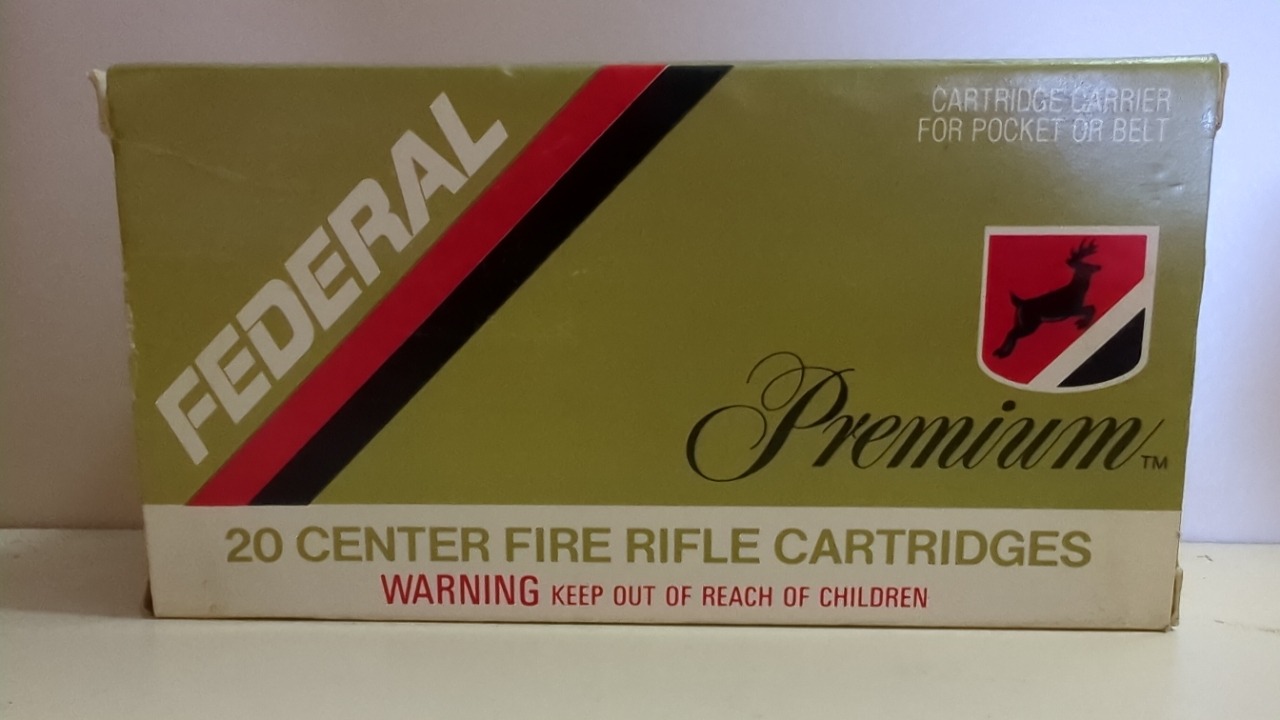 FEDERAL
CARTRIDGE CARRIER
FOR POCKET OR BELT
Premium™
20 CENTER FIRE RIFLE CARTRIDGES
WARNING KEEP OUT OF REACH OF CHILDREN